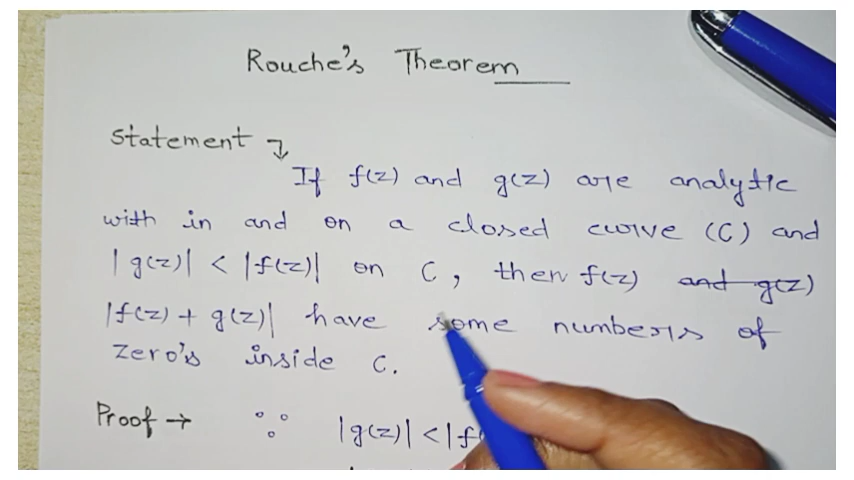 Rouche's Theorem
Statement
If f(z) and g(z) are analytic
with in and on a closed curve (C) and
|g(z)| < |f(z)| on C, then f(z) and g(z)
|f(z) + g(z)| have some numbers of
Zero's inside C.
Proof → ∵ |g(z)| < |f